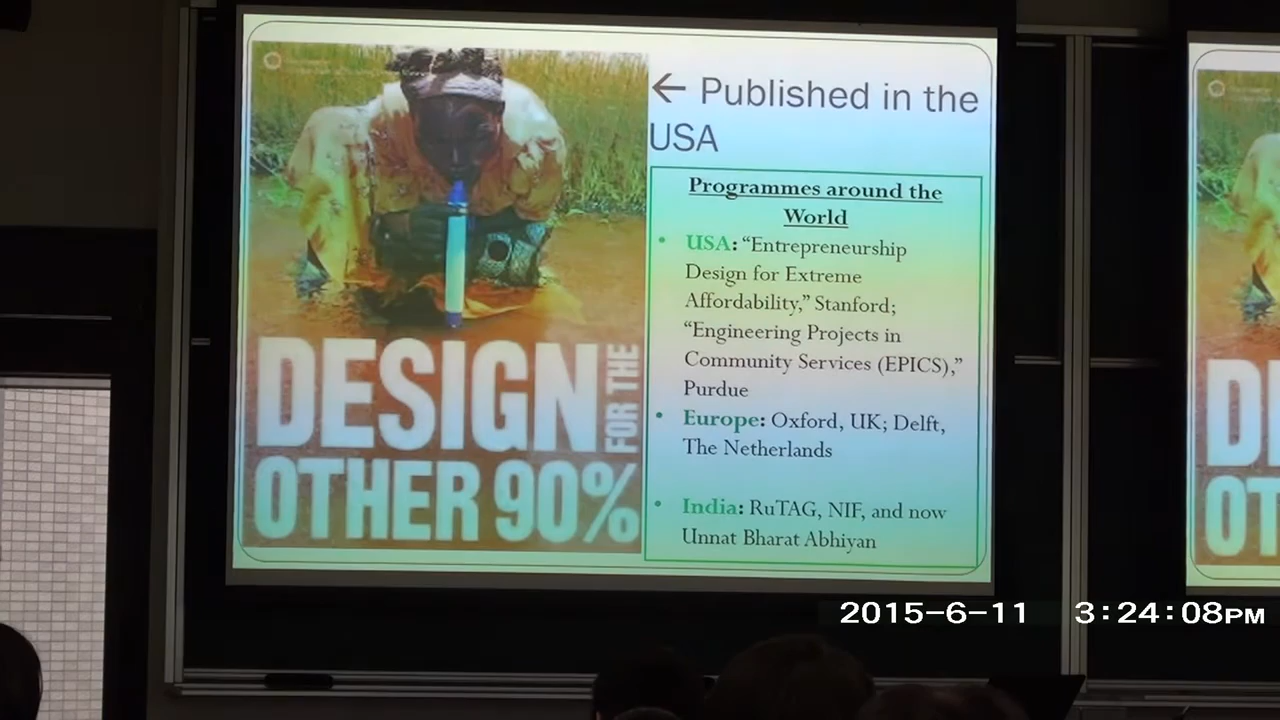 ← Published in the
USA
Programmes around the
World
• USA: “Entrepreneurship
Design for Extreme
Affordability,” Stanford;
“Engineering Projects in
Community Services (EPICS),”
Purdue
• Europe: Oxford, UK; Delft,
The Netherlands
• India: RuTAG, NIF, and now
Unnat Bharat Abhiyan
DESIGN
FOR THE
OTHER 90%
D
OT
2015-6-11 3:24:08PM